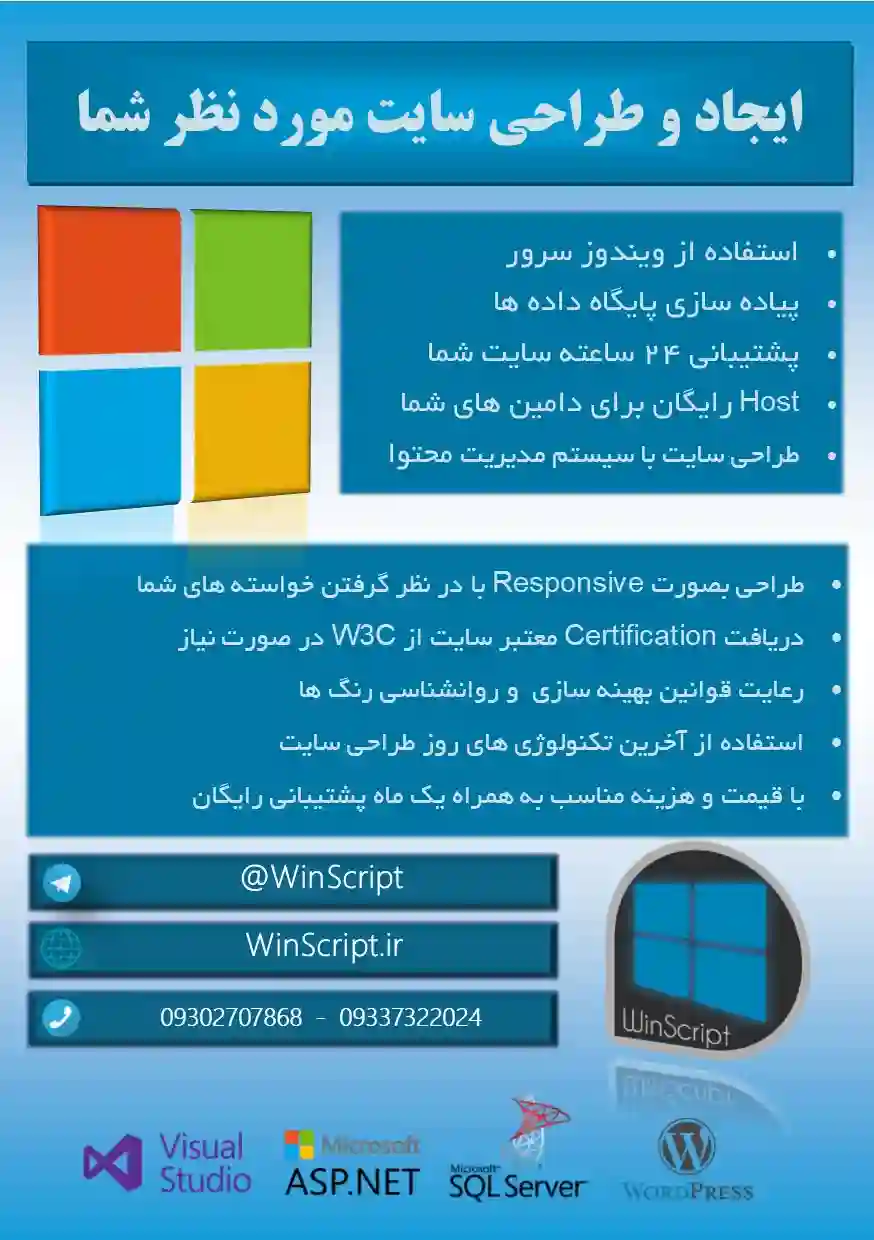 ایجاد و طراحی سایت مورد نظر شما
• استفاده از ویندوز سرور
• پیاده سازی پایگاه داده ها
• پشتیبانی ۲۴ ساعته سایت شما
• Host رایگان برای دامین های شما
• طراحی سایت با سیستم مدیریت محتوا
• طراحی بصورت Responsive با در نظر گرفتن خواسته های شما
• دریافت Certification معتبر سایت از W3C در صورت نیاز
• رعایت قوانین بهینه سازی و روانشناسی رنگ ها
• استفاده از آخرین تکنولوژی های روز طراحی سایت
• با قیمت و هزینه مناسب به همراه یک ماه پشتیبانی رایگان
@WinScript
WinScript.ir
09302707868 - 09337322024
WinScript
Visual Studio
Microsoft
ASP.NET
Microsoft
SQL Server
WORDPRESS